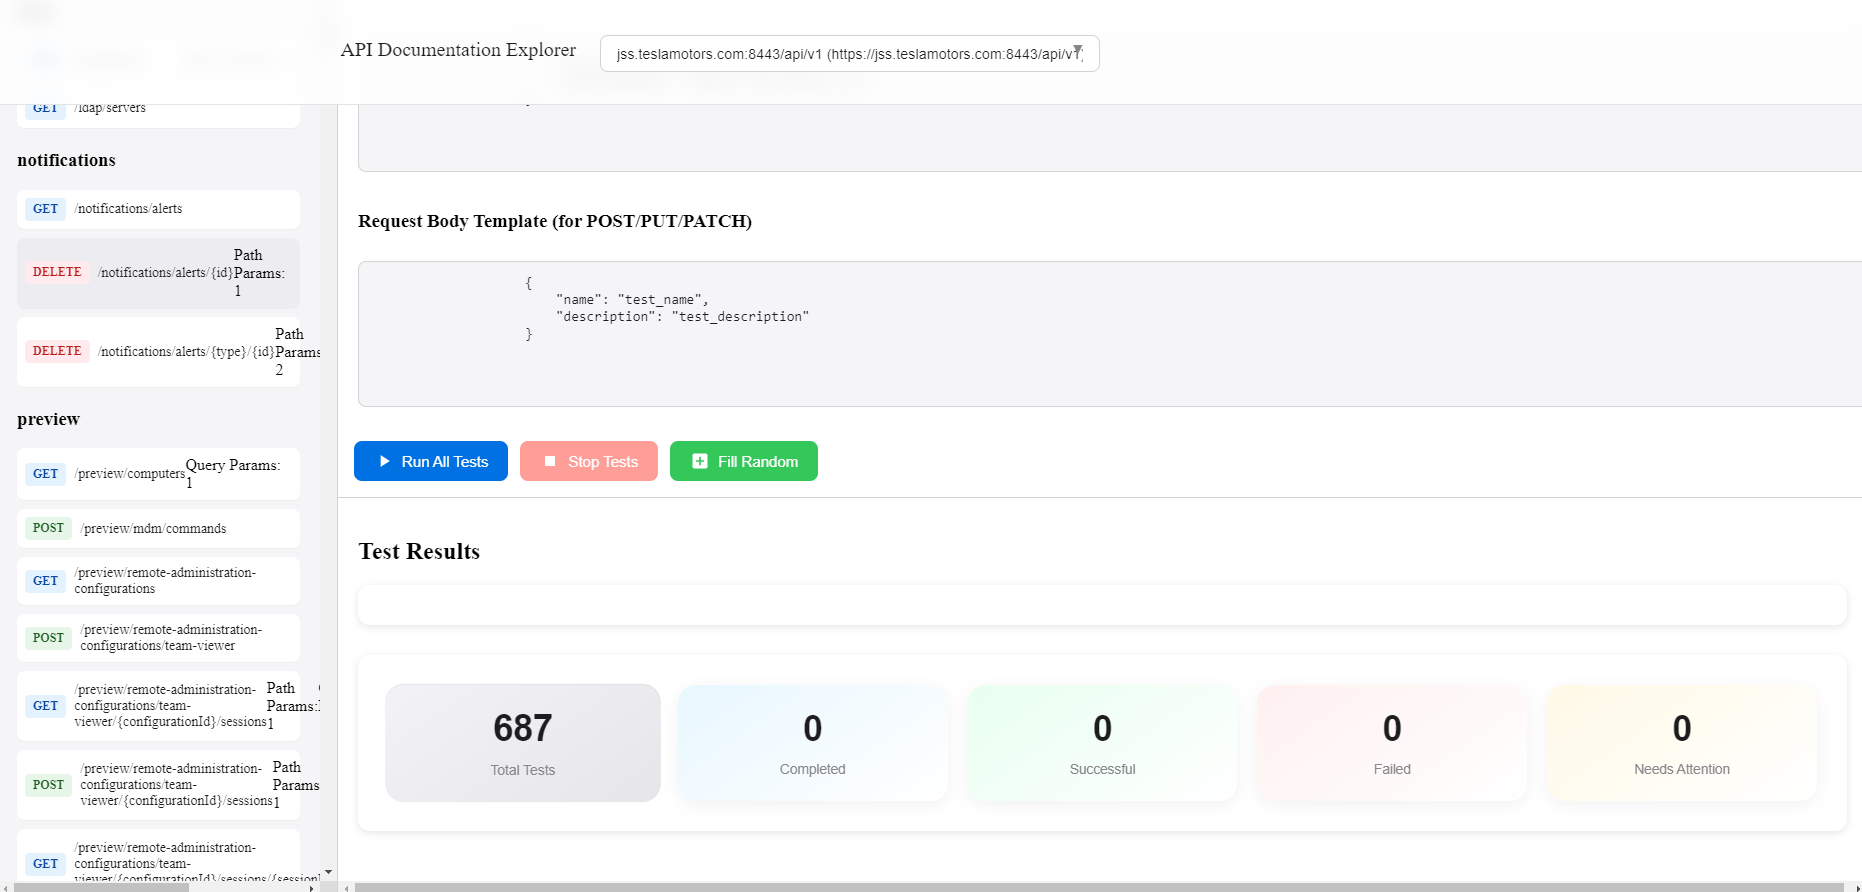 API Documentation Explorer
jss.teslamotors.com:8443/api/v1 (https://jss.teslamotors.com:8443/api/v1)
GET /ldap/servers
notifications
GET /notifications/alerts
DELETE /notifications/alerts/{id} Path Params: 1
DELETE /notifications/alerts/{type}/{id} Path Params 2
preview
GET /preview/computers Query Params: 1
POST /preview/mdm/commands
GET /preview/remote-administration-
configurations
POST /preview/remote-administration-
configurations/team-viewer
GET /preview/remote-administration-
configurations/team-
viewer/{configurationId}/sessions Path Params: 1
POST /preview/remote-administration-
configurations/team-
viewer/{configurationId}/sessions Path Params 1
GET /preview/remote-administration-
configurations/team-
viewer/{configurationId}/sessions/{session
Request Body Template (for POST/PUT/PATCH)
{
"name": "test_name",
"description": "test_description"
}
Run All Tests
Stop Tests
Fill Random
Test Results
687
Total Tests
0
Completed
0
Successful
0
Failed
0
Needs Attention